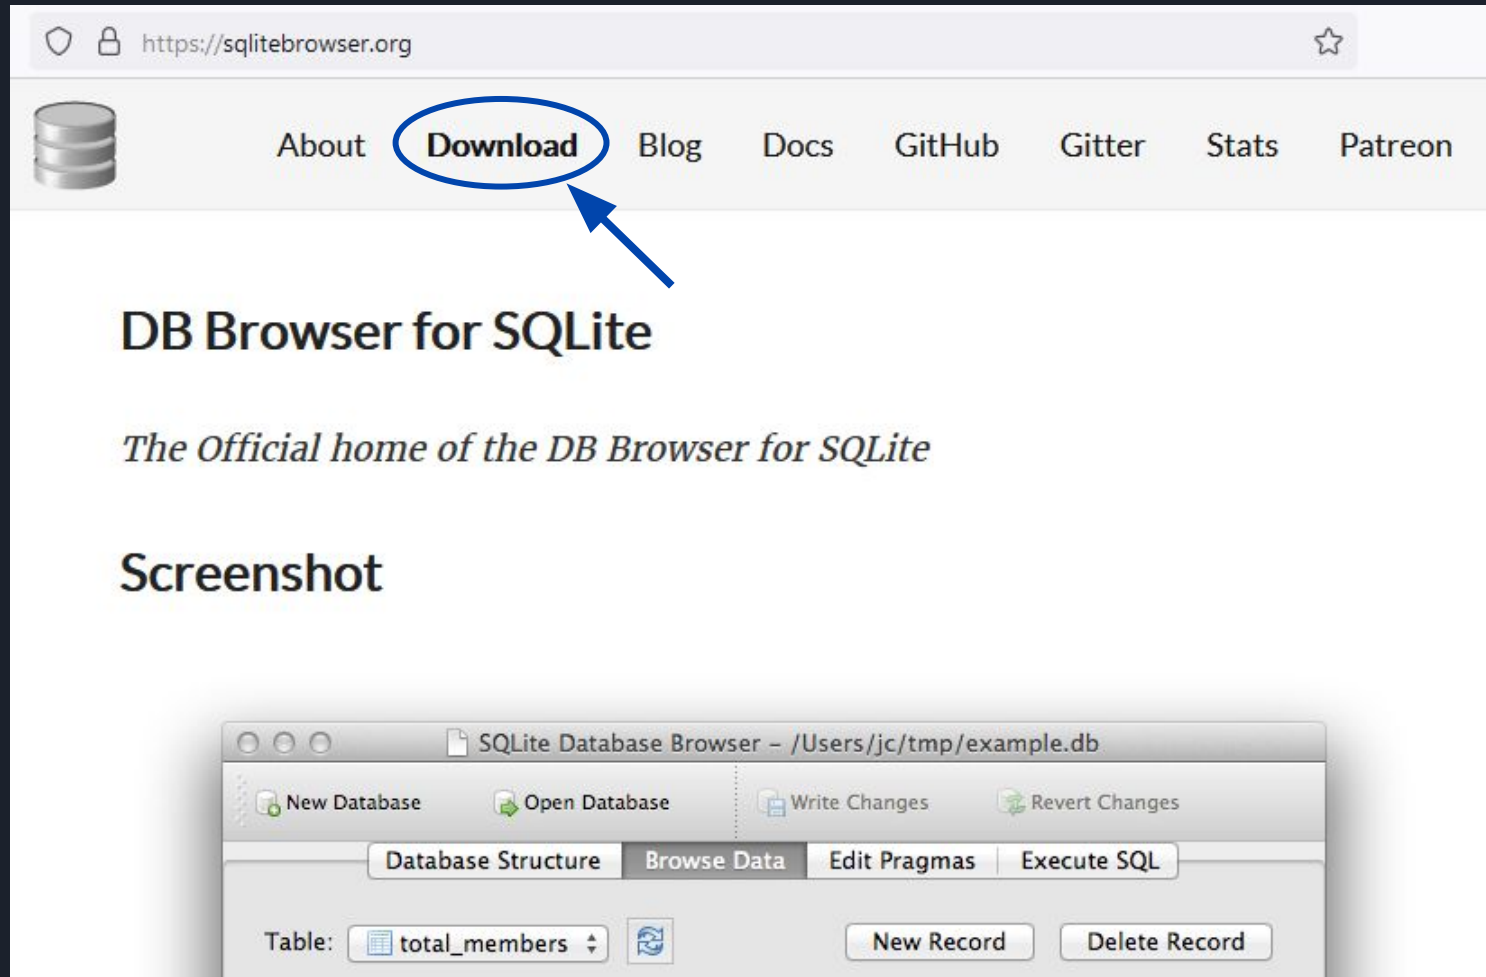 https://sqlitebrowser.org
About Download Blog Docs GitHub Gitter Stats Patreon
DB Browser for SQLite
The Official home of the DB Browser for SQLite
Screenshot
SQLite Database Browser – /Users/jc/tmp/example.db
New Database Open Database Write Changes Revert Changes
Database Structure Browse Data Edit Pragmas Execute SQL
Table: total_members New Record Delete Record